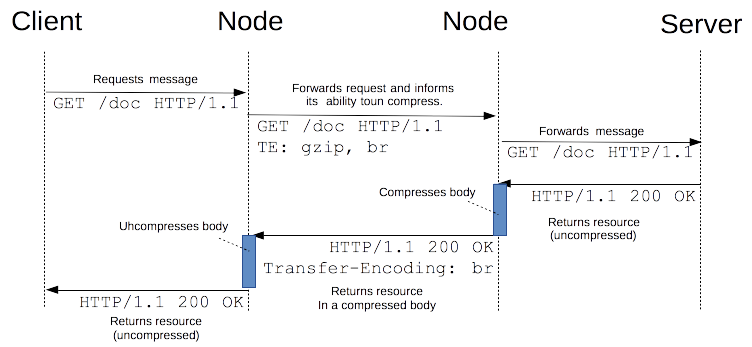 Client
Node
Node
Server
Requests message
GET /doc HTTP/1.1
Forwards request and informs
its ability toun compress.
GET /doc HTTP/1.1
TE: gzip, br
Forwards message
GET /doc HTTP/1.1
HTTP/1.1 200 OK
Returns resource
(uncompressed)
Compresses body
HTTP/1.1 200 OK
Transfer-Encoding: br
Returns resource
In a compressed body
Uhcompresses body
HTTP/1.1 200 OK
Returns resource
(uncompressed)